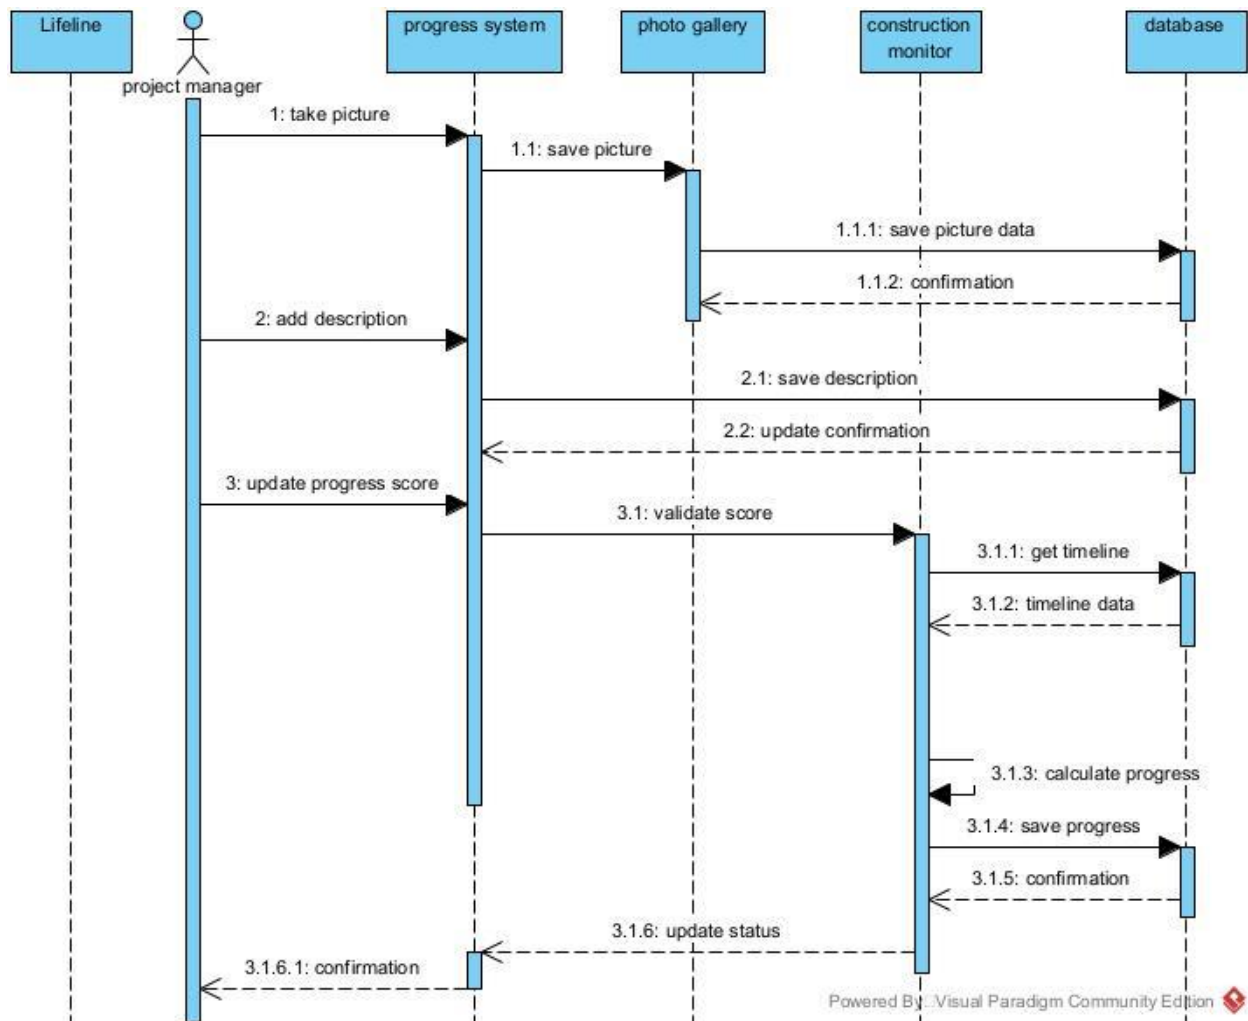 Lifeline
progress system
photo gallery
construction
monitor
database
project manager
1: take picture
1.1: save picture
1.1.1: save picture data
1.1.2: confirmation
2: add description
2.1: save description
2.2: update confirmation
3: update progress score
3.1: validate score
3.1.1: get timeline
3.1.2: timeline data
3.1.3: calculate progress
3.1.4: save progress
3.1.5: confirmation
3.1.6: update status
3.1.6.1: confirmation
Powered By: Visual Paradigm Community Edition